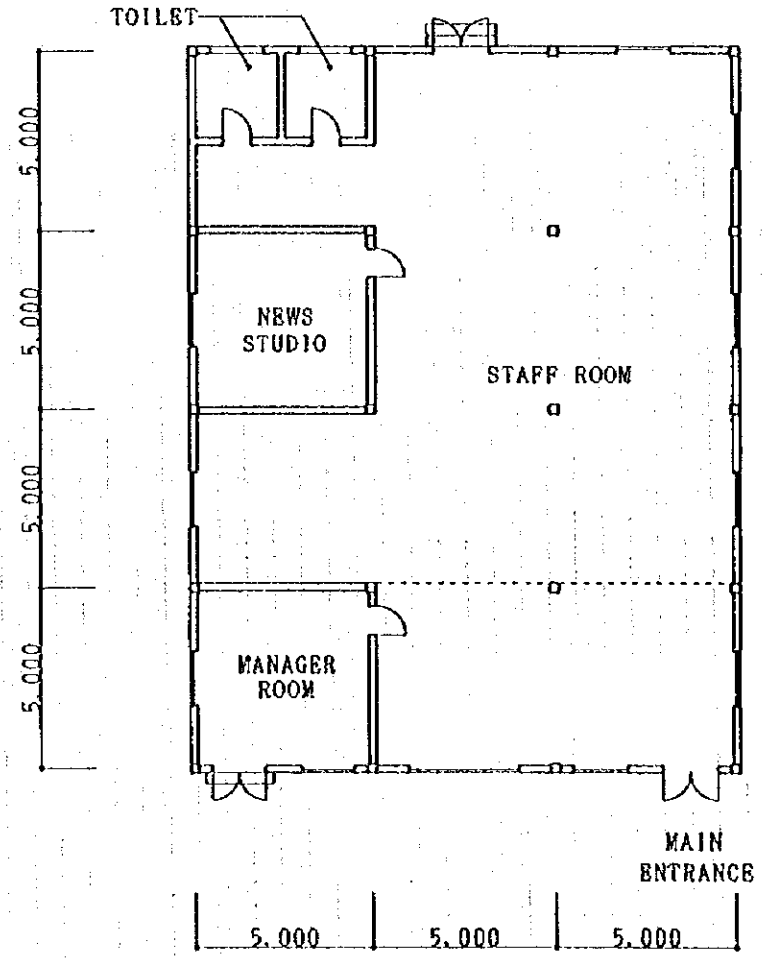 TOILET
5.000
5.000
NEWS
STUDIO
STAFF ROOM
5.000
5.000
MANAGER
ROOM
MAIN
ENTRANCE
5.000
5.000
5.000